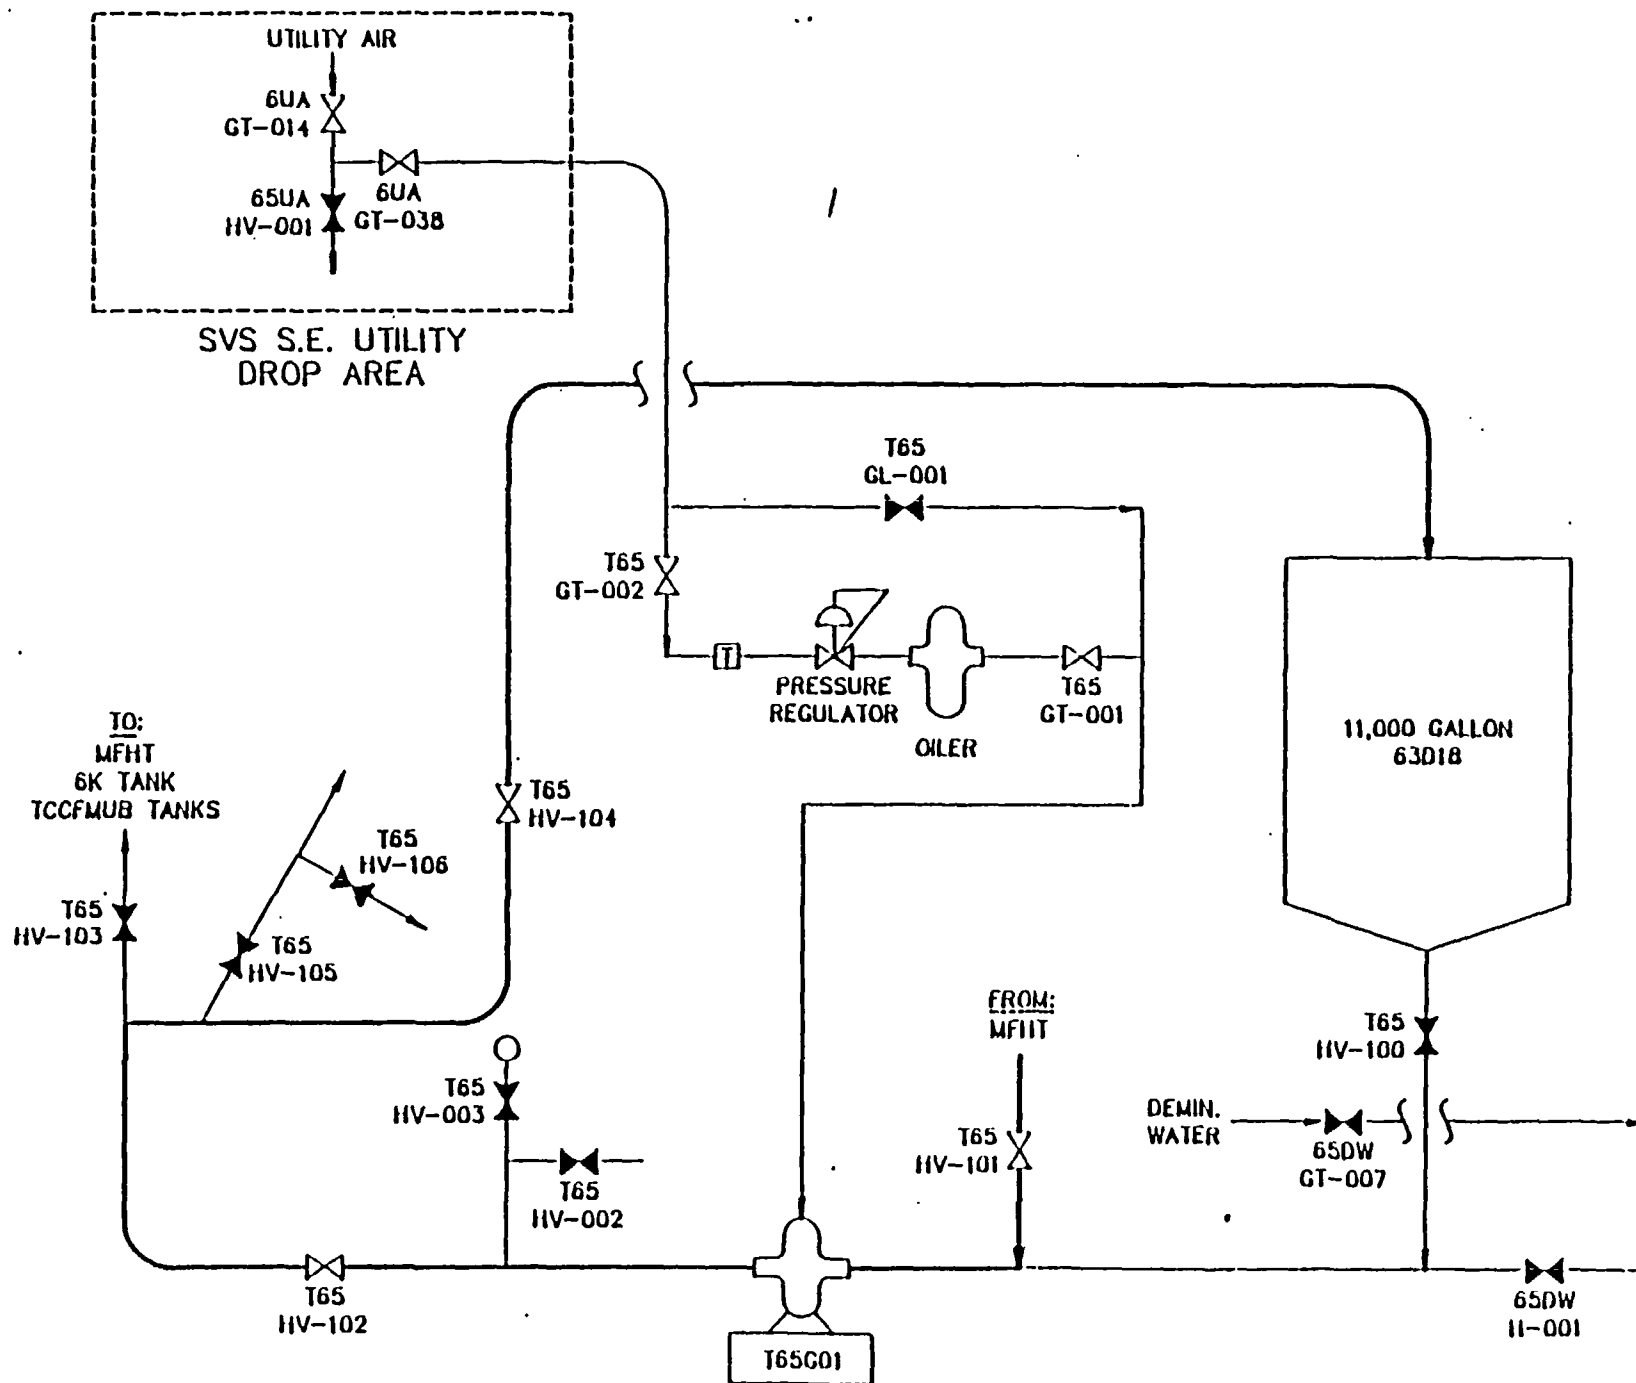 UTILITY AIR
6UA
GT-014
65UA
HV-001
6UA
GT-038
SVS S.E. UTILITY
DROP AREA
T65
GL-001
T65
GT-002
T
PRESSURE
REGULATOR
OILER
T65
GT-001
11,000 GALLON
63D18
TO:
MFHT
6K TANK
TCCFMUB TANKS
T65
HV-104
T65
HV-106
T65
HV-103
T65
HV-105
FROM:
MFHT
T65
HV-100
T65
HV-003
DEMIN.
WATER
65DW
GT-007
T65
HV-101
T65
HV-002
T65
HV-102
65DW
H-001
T65G01